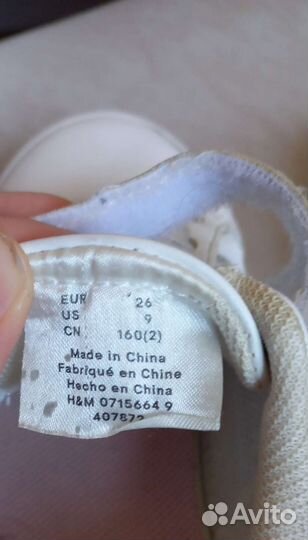 EUR 26
US 9
CN 160(2)
Made in China
Fabriqué en Chine
Hecho en China
H&M 0715664 9
Avito